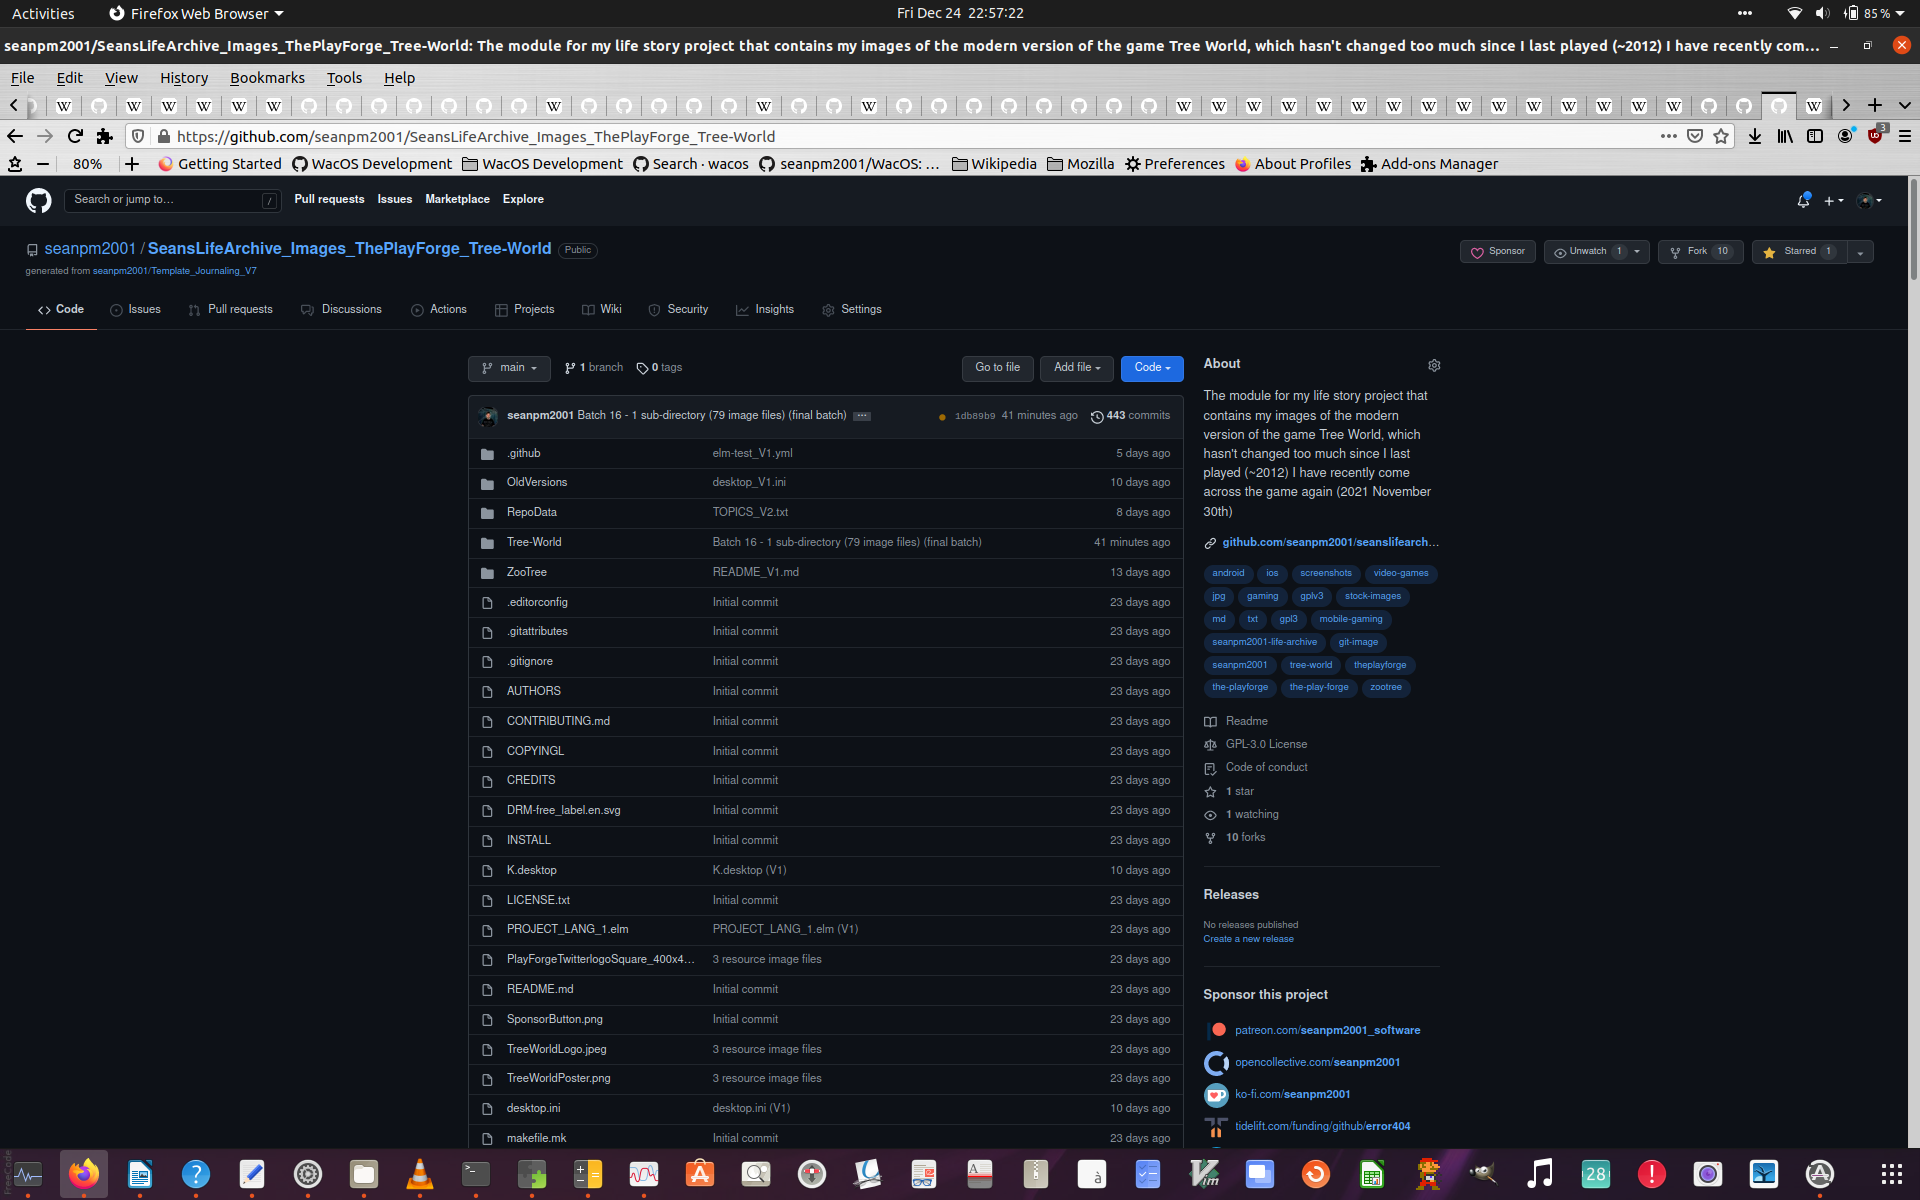 Activities
Firefox Web Browser
Fri Dec 24 22:57:22
85 %
seanpm2001/SeansLifeArchive_Images_ThePlayForge_Tree-World: The module for my life story project that contains my images of the modern version of the game Tree World, which hasn't changed too much since I last played (~2012) I have recently com…
File Edit View History Bookmarks Tools Help
https://github.com/seanpm2001/SeansLifeArchive_Images_ThePlayForge_Tree-World
3
80%
Getting Started
WacOS Development
WacOS Development
Search · wacos
seanpm2001/WacOS: …
Wikipedia
Mozilla
Preferences
About Profiles
Add-ons Manager
Search or jump to…
/
Pull requests Issues Marketplace Explore
seanpm2001 / SeansLifeArchive_Images_ThePlayForge_Tree-World Public
Sponsor
Unwatch 1
Fork 10
Starred 1
generated from seanpm2001/Template_Journaling_V7
Code Issues Pull requests Discussions Actions Projects Wiki Security Insights Settings
main 1 branch 0 tags
Go to file Add file Code
seanpm2001 Batch 16 - 1 sub-directory (79 image files) (final batch) 1db89b9 41 minutes ago 443 commits
.github elm-test_V1.yml 5 days ago
OldVersions desktop_V1.ini 10 days ago
RepoData TOPICS_V2.txt 8 days ago
Tree-World Batch 16 - 1 sub-directory (79 image files) (final batch) 41 minutes ago
ZooTree README_V1.md 13 days ago
.editorconfig Initial commit 23 days ago
.gitattributes Initial commit 23 days ago
.gitignore Initial commit 23 days ago
AUTHORS Initial commit 23 days ago
CONTRIBUTING.md Initial commit 23 days ago
COPYINGL Initial commit 23 days ago
CREDITS Initial commit 23 days ago
DRM-free_label.en.svg Initial commit 23 days ago
INSTALL Initial commit 23 days ago
K.desktop K.desktop (V1) 10 days ago
LICENSE.txt Initial commit 23 days ago
PROJECT_LANG_1.elm PROJECT_LANG_1.elm (V1) 23 days ago
PlayForgeTwitterlogoSquare_400x4… 3 resource image files 23 days ago
README.md Initial commit 23 days ago
SponsorButton.png Initial commit 23 days ago
TreeWorldLogo.jpeg 3 resource image files 23 days ago
TreeWorldPoster.png 3 resource image files 23 days ago
desktop.ini desktop.ini (V1) 10 days ago
makefile.mk Initial commit 23 days ago
About
The module for my life story project that
contains my images of the modern
version of the game Tree World, which
hasn't changed too much since I last
played (~2012) I have recently come
across the game again (2021 November
30th)
github.com/seanpm2001/seanslifearch…
android ios screenshots video-games
jpg gaming gplv3 stock-images
md txt gpl3 mobile-gaming
seanpm2001-life-archive git-image
seanpm2001 tree-world theplayforge
the-playforge the-play-forge zootree
Readme
GPL-3.0 License
Code of conduct
1 star
1 watching
10 forks
Releases
No releases published
Create a new release
Sponsor this project
patreon.com/seanpm2001_software
opencollective.com/seanpm2001
ko-fi.com/seanpm2001
tidelift.com/funding/github/error404
28